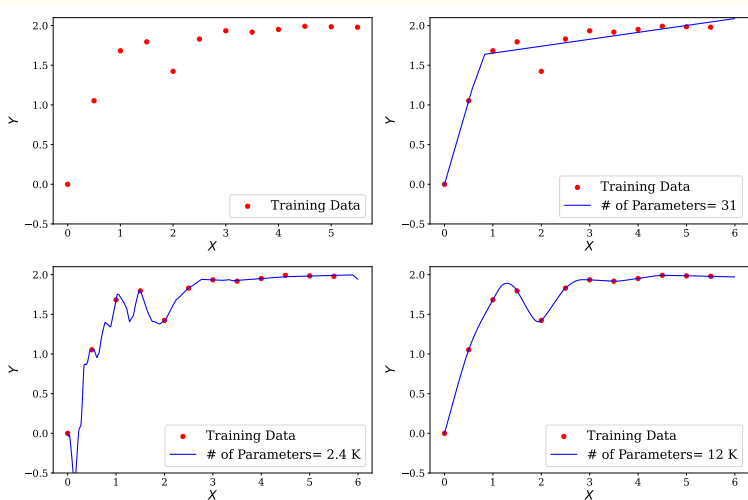 2.0
1.5
1.0
0.5
0.0
−0.5
Y
0 1 2 3 4 5
X
Training Data
2.0
1.5
1.0
0.5
0.0
−0.5
Y
0 1 2 3 4 5 6
X
Training Data
# of Parameters= 31
2.0
1.5
1.0
0.5
0.0
−0.5
Y
0 1 2 3 4 5 6
X
Training Data
# of Parameters= 2.4 K
2.0
1.5
1.0
0.5
0.0
−0.5
Y
0 1 2 3 4 5 6
X
Training Data
# of Parameters= 12 K